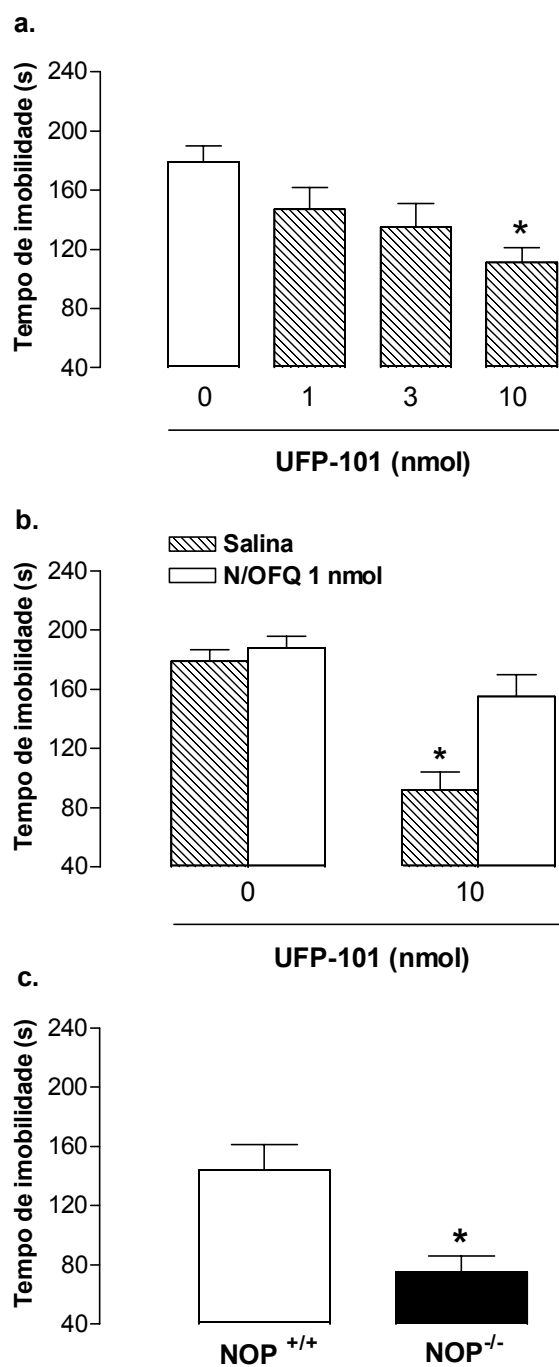 a.
Tempo de imobilidade (s)
240
200
160
120
80
40
*
0 1 3 10
UFP-101 (nmol)
b.
Salina
N/OFQ 1 nmol
Tempo de imobilidade (s)
240
200
160
120
80
40
*
0 10
UFP-101 (nmol)
c.
Tempo de imobilidade (s)
240
200
160
120
80
40
*
NOP +/+ NOP-/-